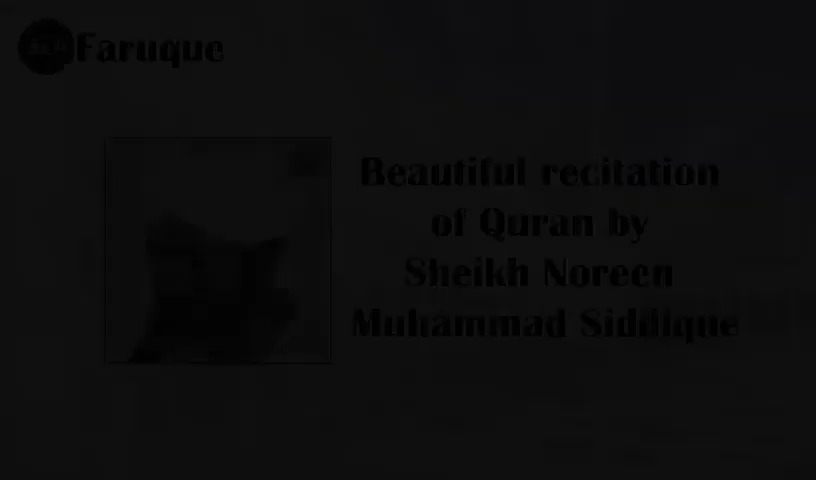 Faruque
Beautiful recitation
of Quran by
Sheikh Noreen
Muhammad Siddique